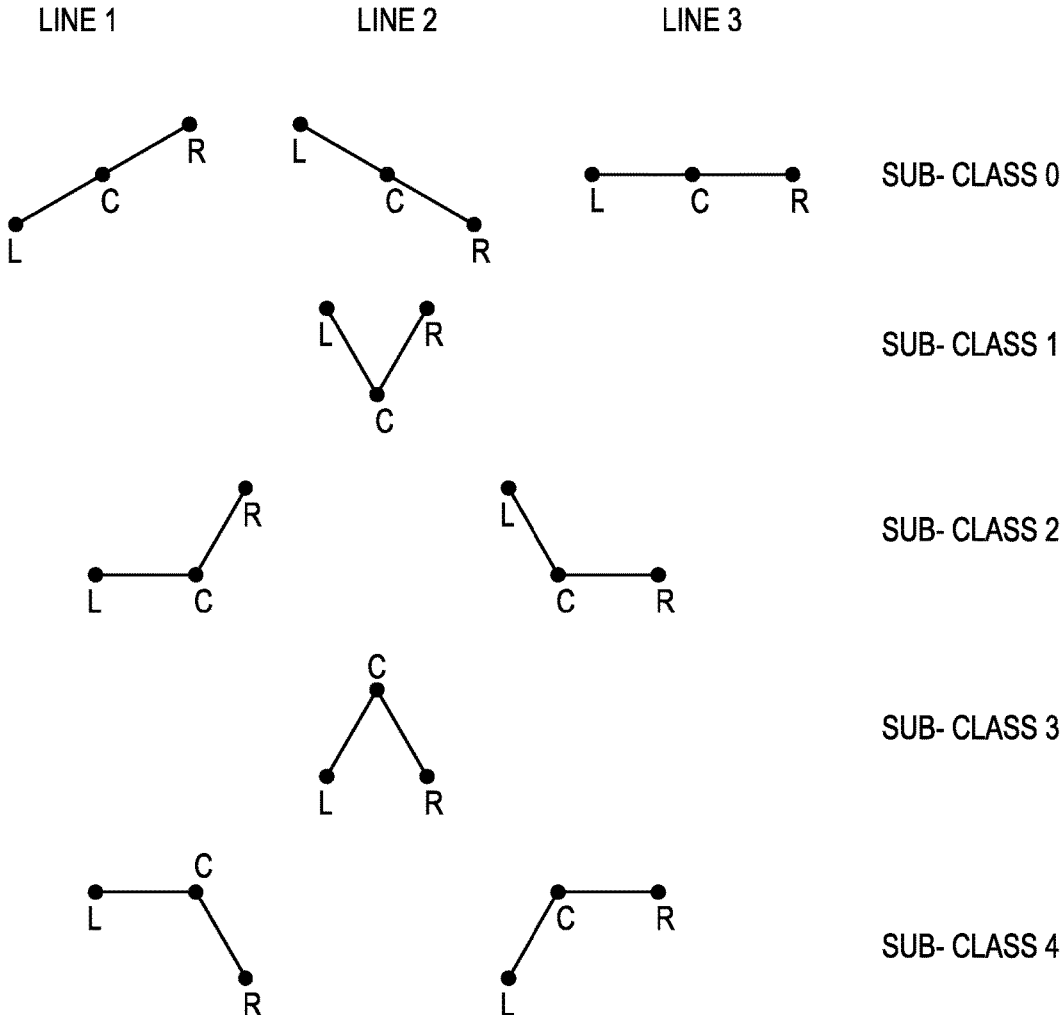 LINE 1 LINE 2 LINE 3
R L
C C L C R SUB- CLASS 0
L R
L R SUB- CLASS 1
C
R L
SUB- CLASS 2
L C C R
C
SUB- CLASS 3
L R
C
L C R
SUB- CLASS 4
R L